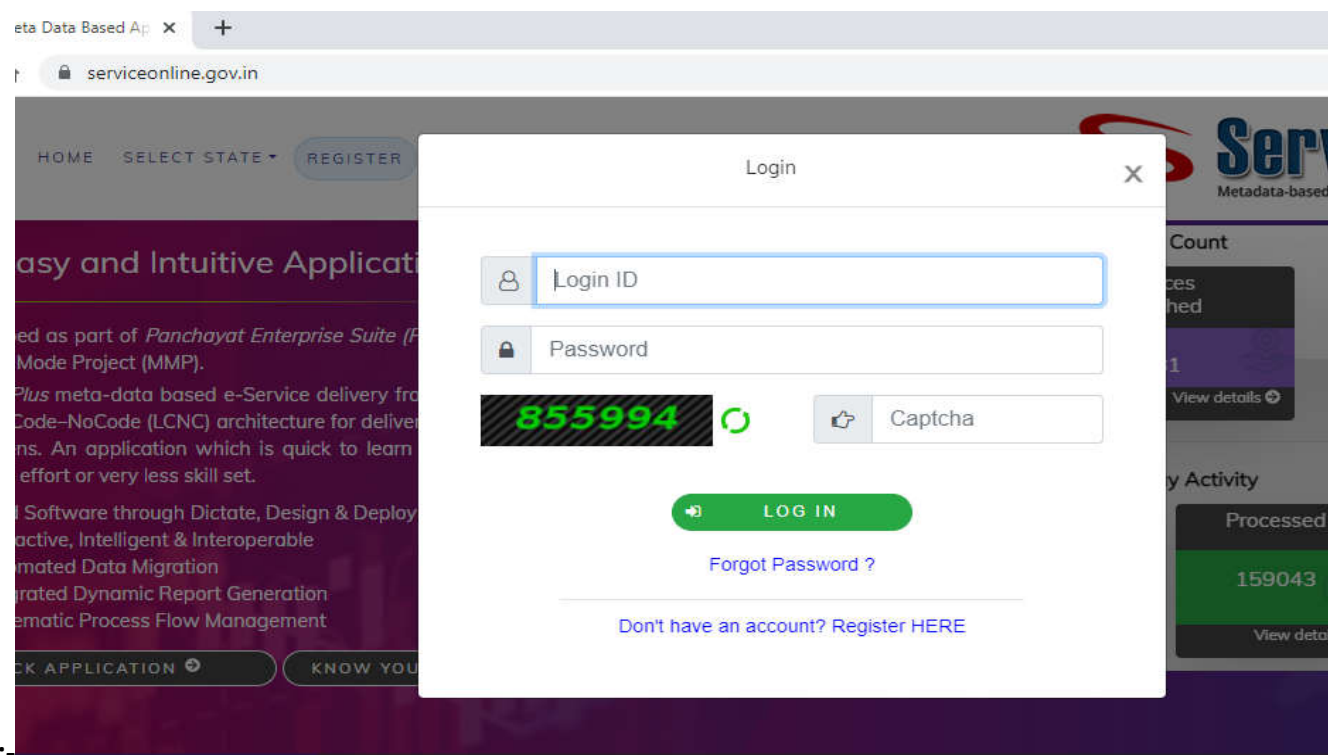 eta Data Based Ap × +
serviceonline.gov.in
HOME SELECT STATE REGISTER
Login ×
Serv
Metadata-based
asy and Intuitive Applicati
Count
Login ID
ces
hed
ed as part of Panchayat Enterprise Suite (P
Mode Project (MMP).
Password
1
Plus meta-data based e-Service delivery fra
View details
Code–NoCode (LCNC) architecture for deliver
855994 Captcha
ns. An application which is quick to learn
effort or very less skill set.
y Activity
Software through Dictate, Design & Deploy
LOG IN
Processed
active, Intelligent & Interoperable
mated Data Migration
Forgot Password ?
159043
grated Dynamic Report Generation
ematic Process Flow Management
Don't have an account? Register HERE
View deta
CK APPLICATION
KNOW YOU